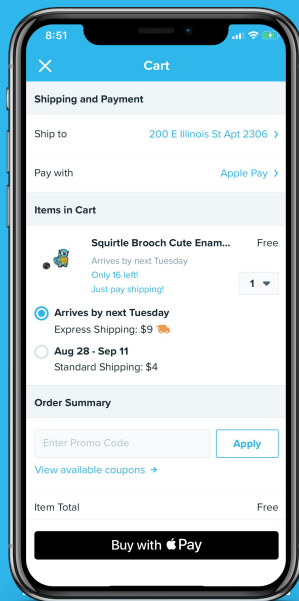 8:51
Cart
Shipping and Payment
Ship to 200 E Illinois St Apt 2306
Pay with Apple Pay
Items in Cart
Squirtle Brooch Cute Enam... Free
Arrives by next Tuesday
Only 16 left!
Just pay shipping!
1
Arrives by next Tuesday
Express Shipping: $9
Aug 28 - Sep 11
Standard Shipping: $4
Order Summary
Enter Promo Code Apply
View available coupons →
Item Total Free
Buy with Pay